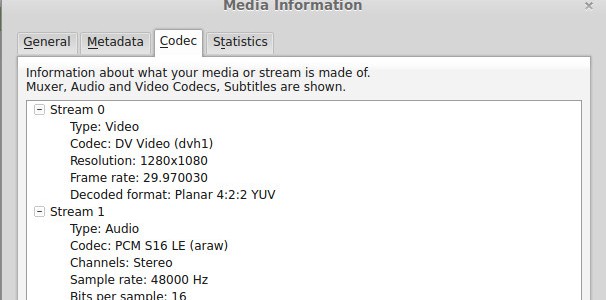 Media Information
General Metadata Codec Statistics
Information about what your media or stream is made of.
Muxer, Audio and Video Codecs, Subtitles are shown.
Stream 0
Type: Video
Codec: DV Video (dvh1)
Resolution: 1280x1080
Frame rate: 29.970030
Decoded format: Planar 4:2:2 YUV
Stream 1
Type: Audio
Codec: PCM S16 LE (araw)
Channels: Stereo
Sample rate: 48000 Hz
Bits per sample: 16